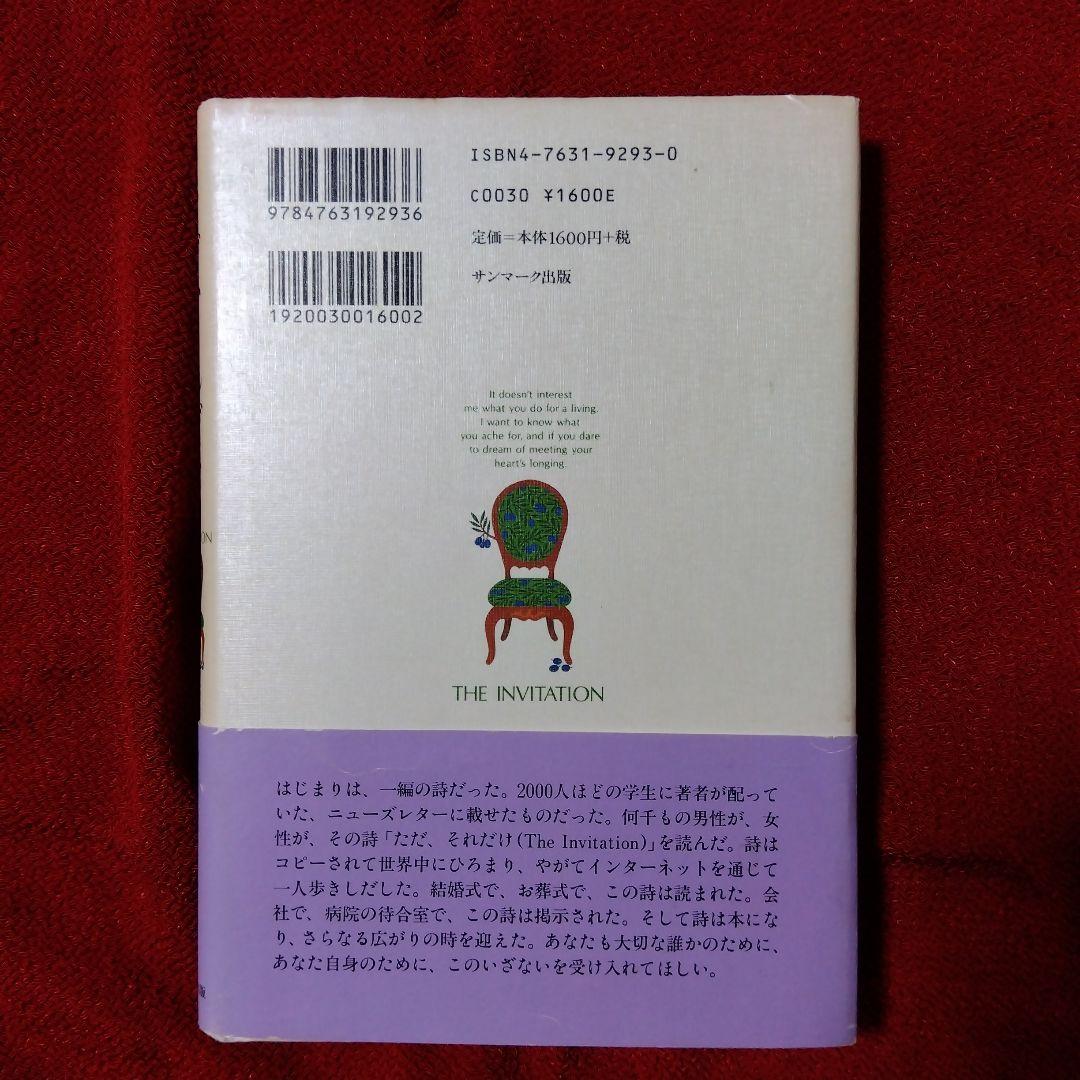 ISBN4-7631-9293-0
C0030 ¥1600E
定価=本体1600円+税
サンマーク出版
9784763192936
1920030016002
It doesn't interest
me what you do for a living.
I want to know what
you ache for, and if you dare
to dream of meeting your
heart's longing.
THE INVITATION
はじまりは、一編の詩だった。2000人ほどの学生に著者が配って
いた、ニューズレターに載せたものだった。何千もの男性が、女
性が、その詩「ただ、それだけ(The Invitation)」を読んだ。詩は
コピーされて世界中にひろまり、やがてインターネットを通じて
一人歩きしだした。結婚式で、お葬式で、この詩は読まれた。会
社で、病院の待合室で、この詩は掲示された。そして詩は本にな
り、さらなる広がりの時を迎えた。あなたも大切な誰かのために、
あなた自身のために、このいざないを受け入れてほしい。
ON
版